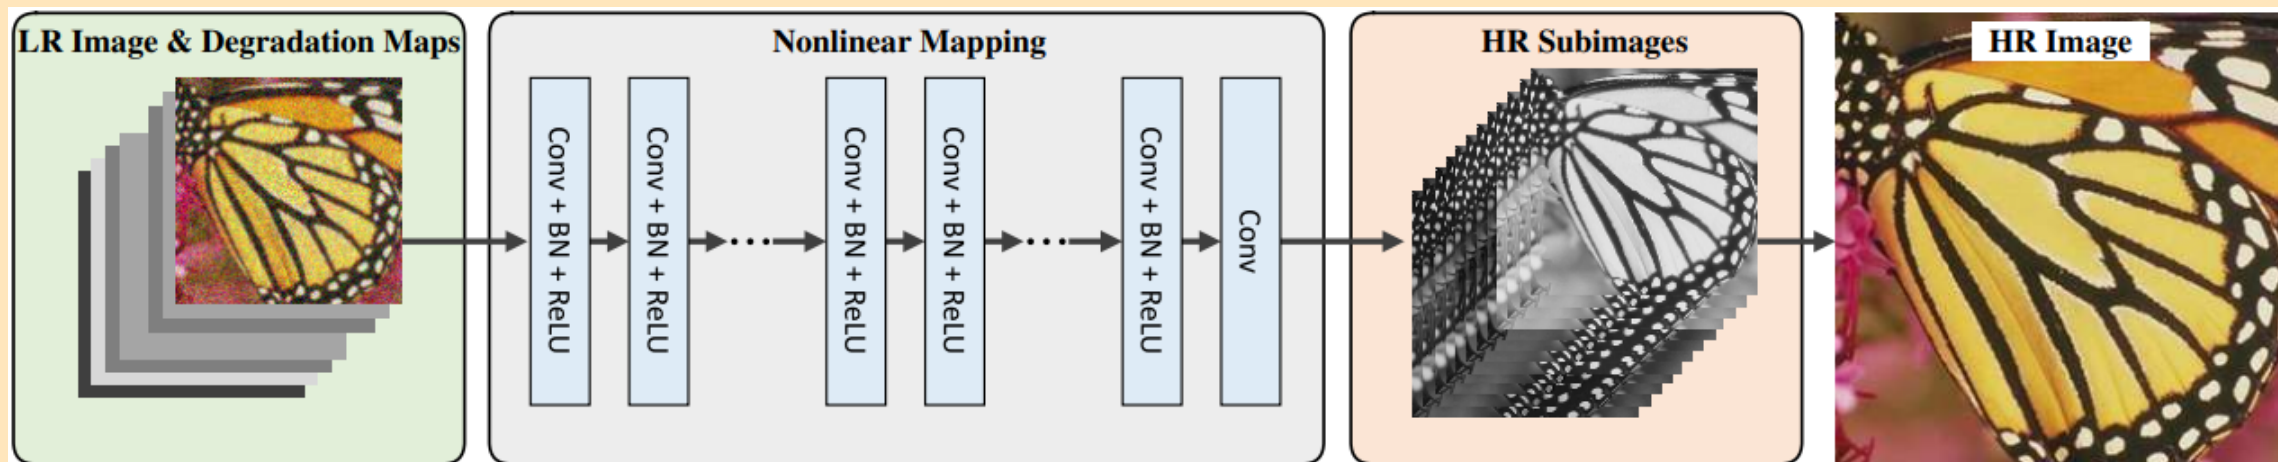 LR Image & Degradation Maps
Nonlinear Mapping
HR Subimages
HR Image
Conv + BN + ReLU
Conv + BN + ReLU
Conv + BN + ReLU
Conv + BN + ReLU
Conv + BN + ReLU
Conv